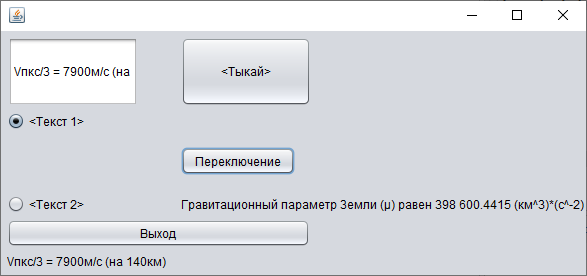 Vпкс/3 = 7900м/с (на
<Тыкай>
<Текст 1>
Переключение
<Текст 2>
Гравитационный параметр Земли (μ) равен 398 600.4415 (км^3)*(с^-2)
Выход
Vпкс/3 = 7900м/с (на 140км)